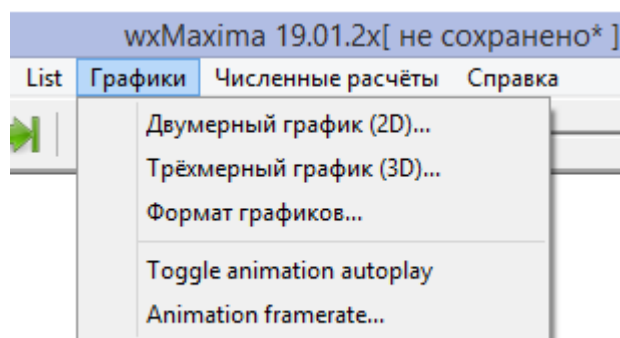 wxMaxima 19.01.2x[ не сохранено* ]
List Графики Численные расчёты Справка
Двумерный график (2D)...
Трёхмерный график (3D)...
Формат графиков...
Toggle animation autoplay
Animation framerate...